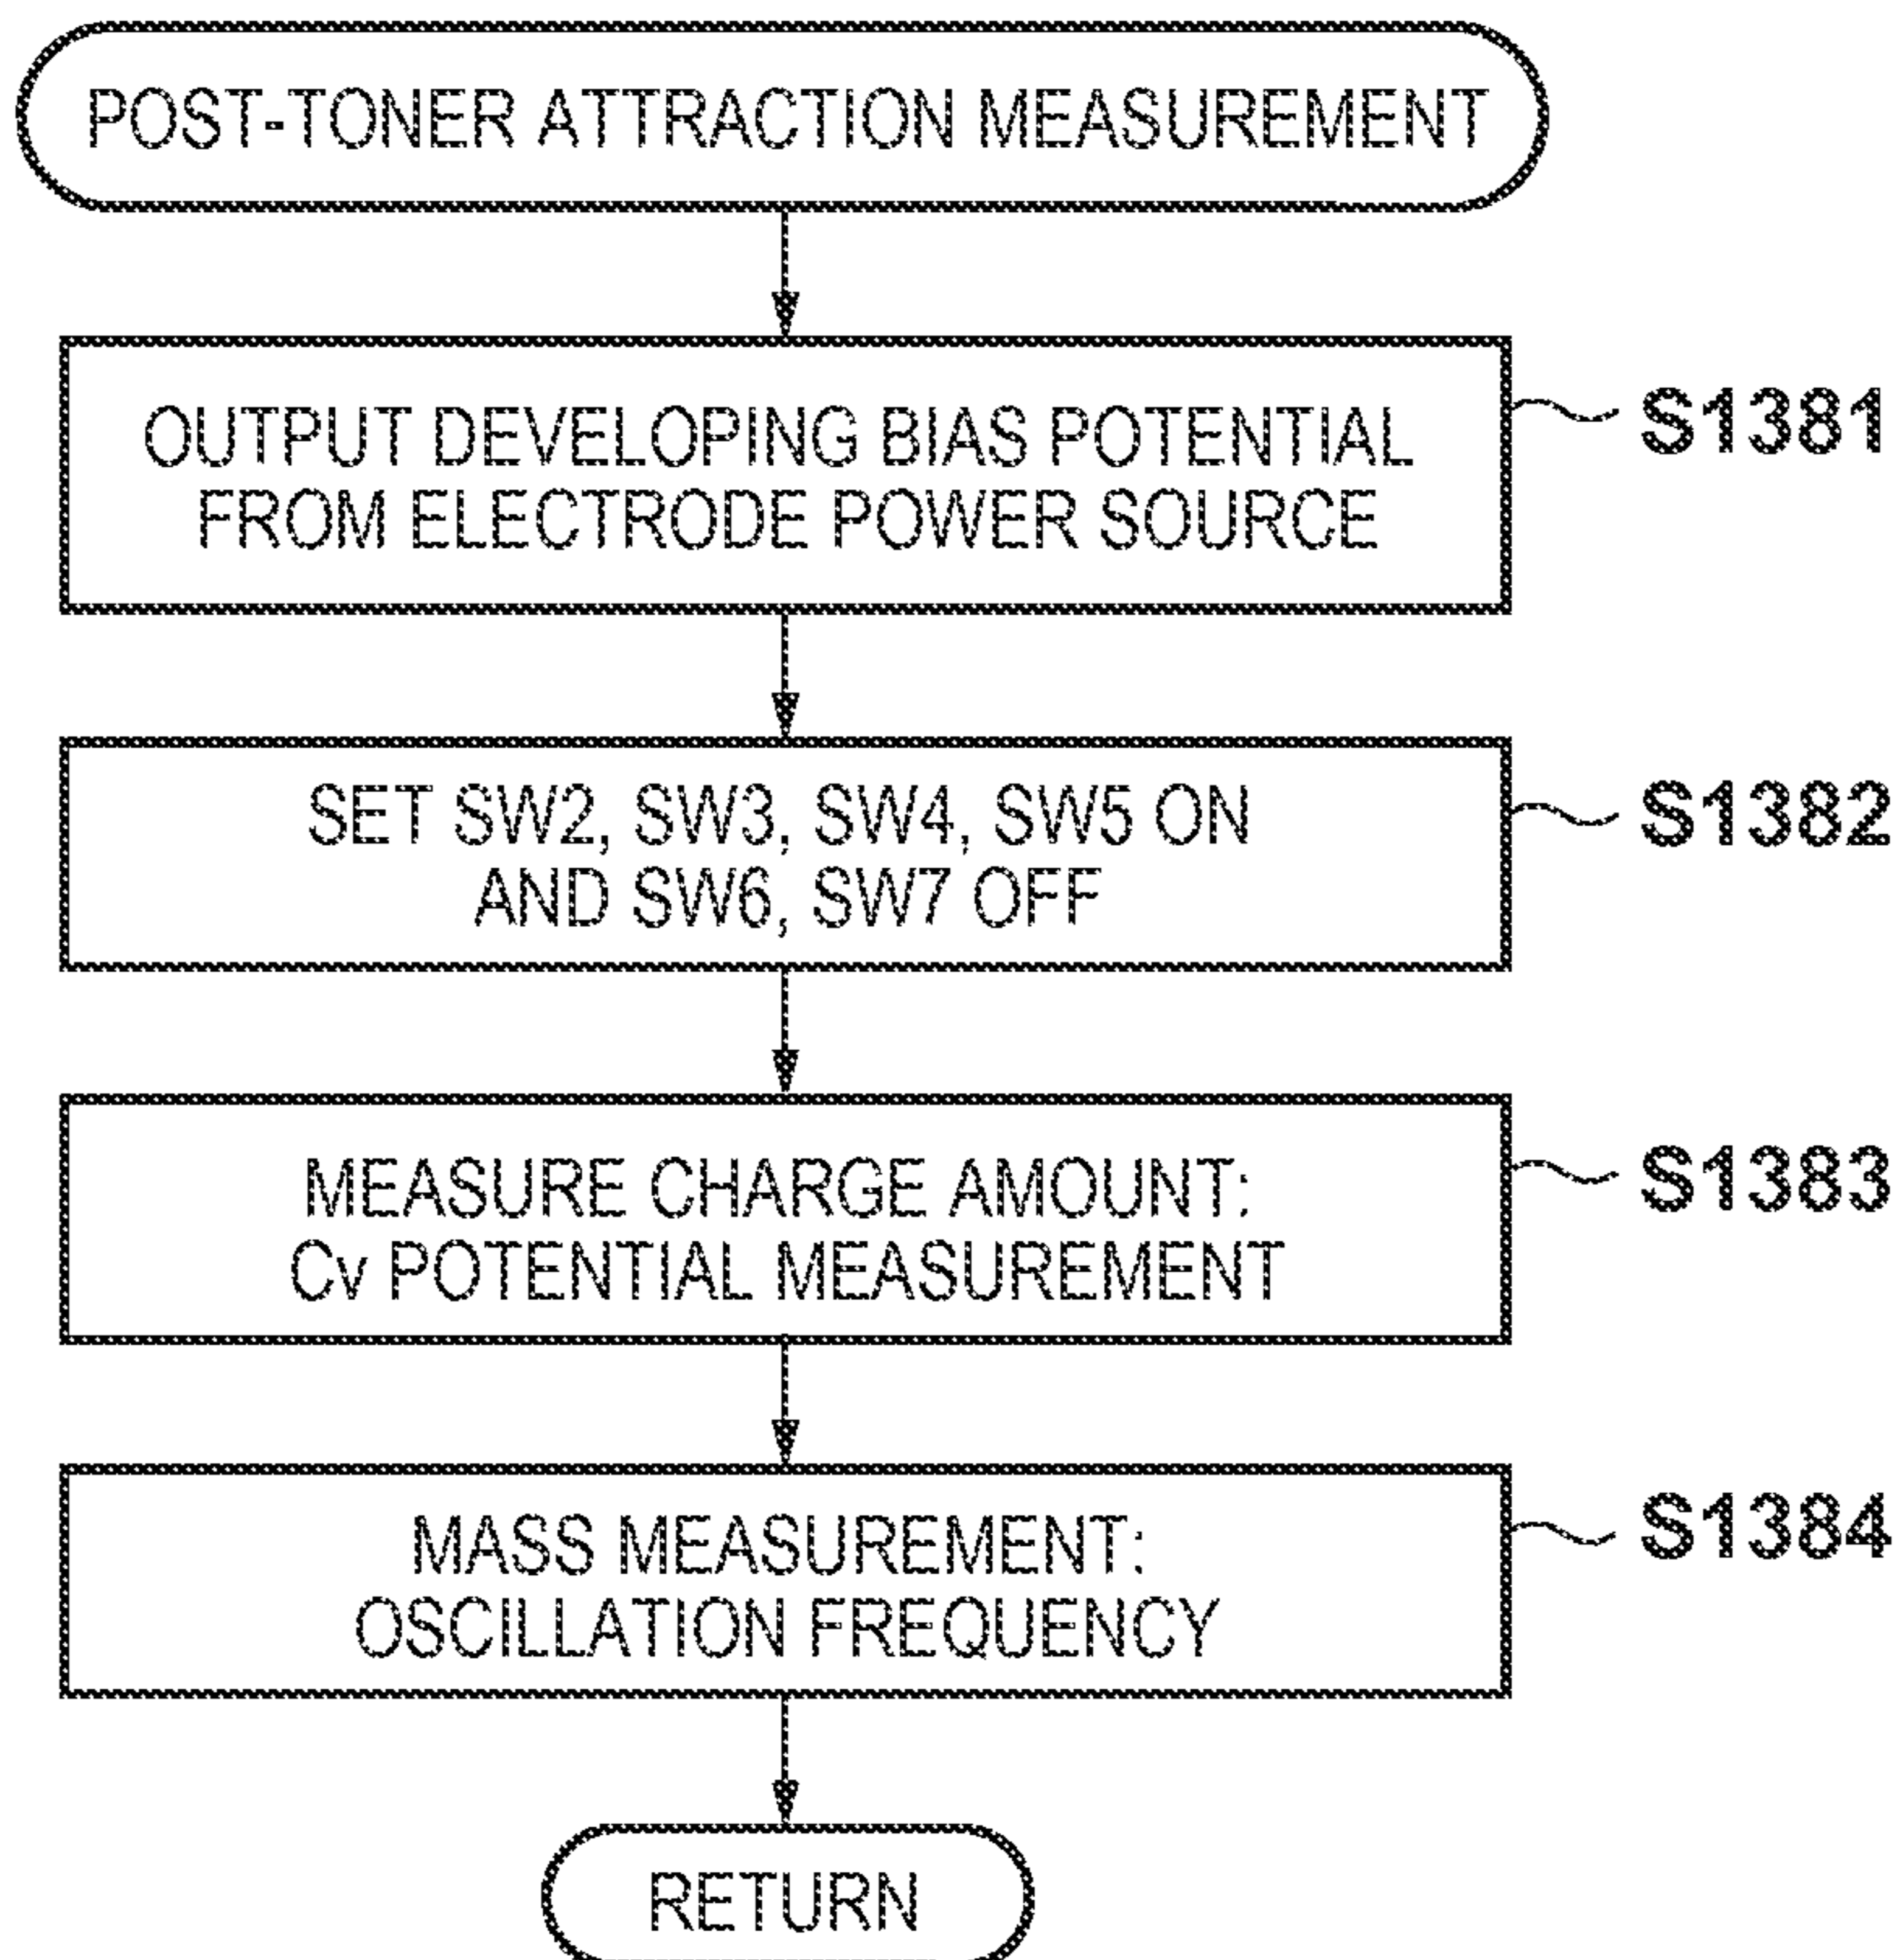 POST-TONER ATTRACTION MEASUREMENT
OUTPUT DEVELOPING BIAS POTENTIAL
FROM ELECTRODE POWER SOURCE
S1381
SET SW2, SW3, SW4, SW5 ON
AND SW6, SW7 OFF
S1382
MEASURE CHARGE AMOUNT:
Cv POTENTIAL MEASUREMENT
S1383
MASS MEASUREMENT:
OSCILLATION FREQUENCY
S1384
RETURN